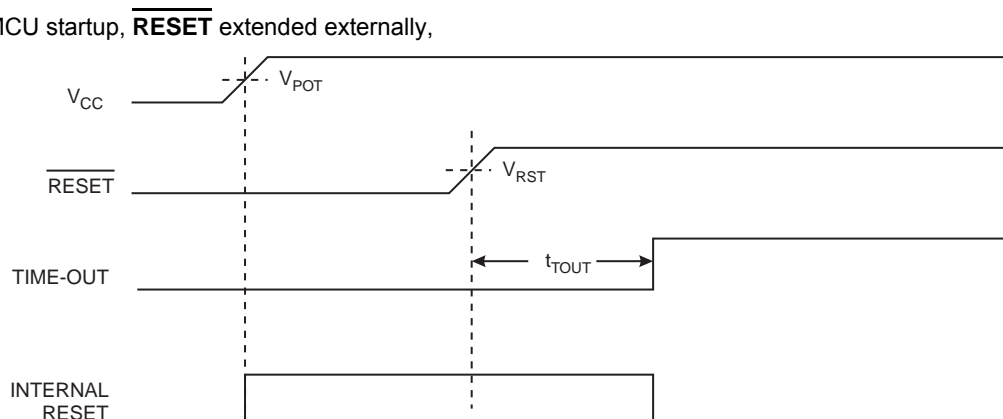 MCU startup, RESET extended externally,
VCC
VPOT
RESET
VRST
TIME-OUT
tTOUT
INTERNAL
RESET